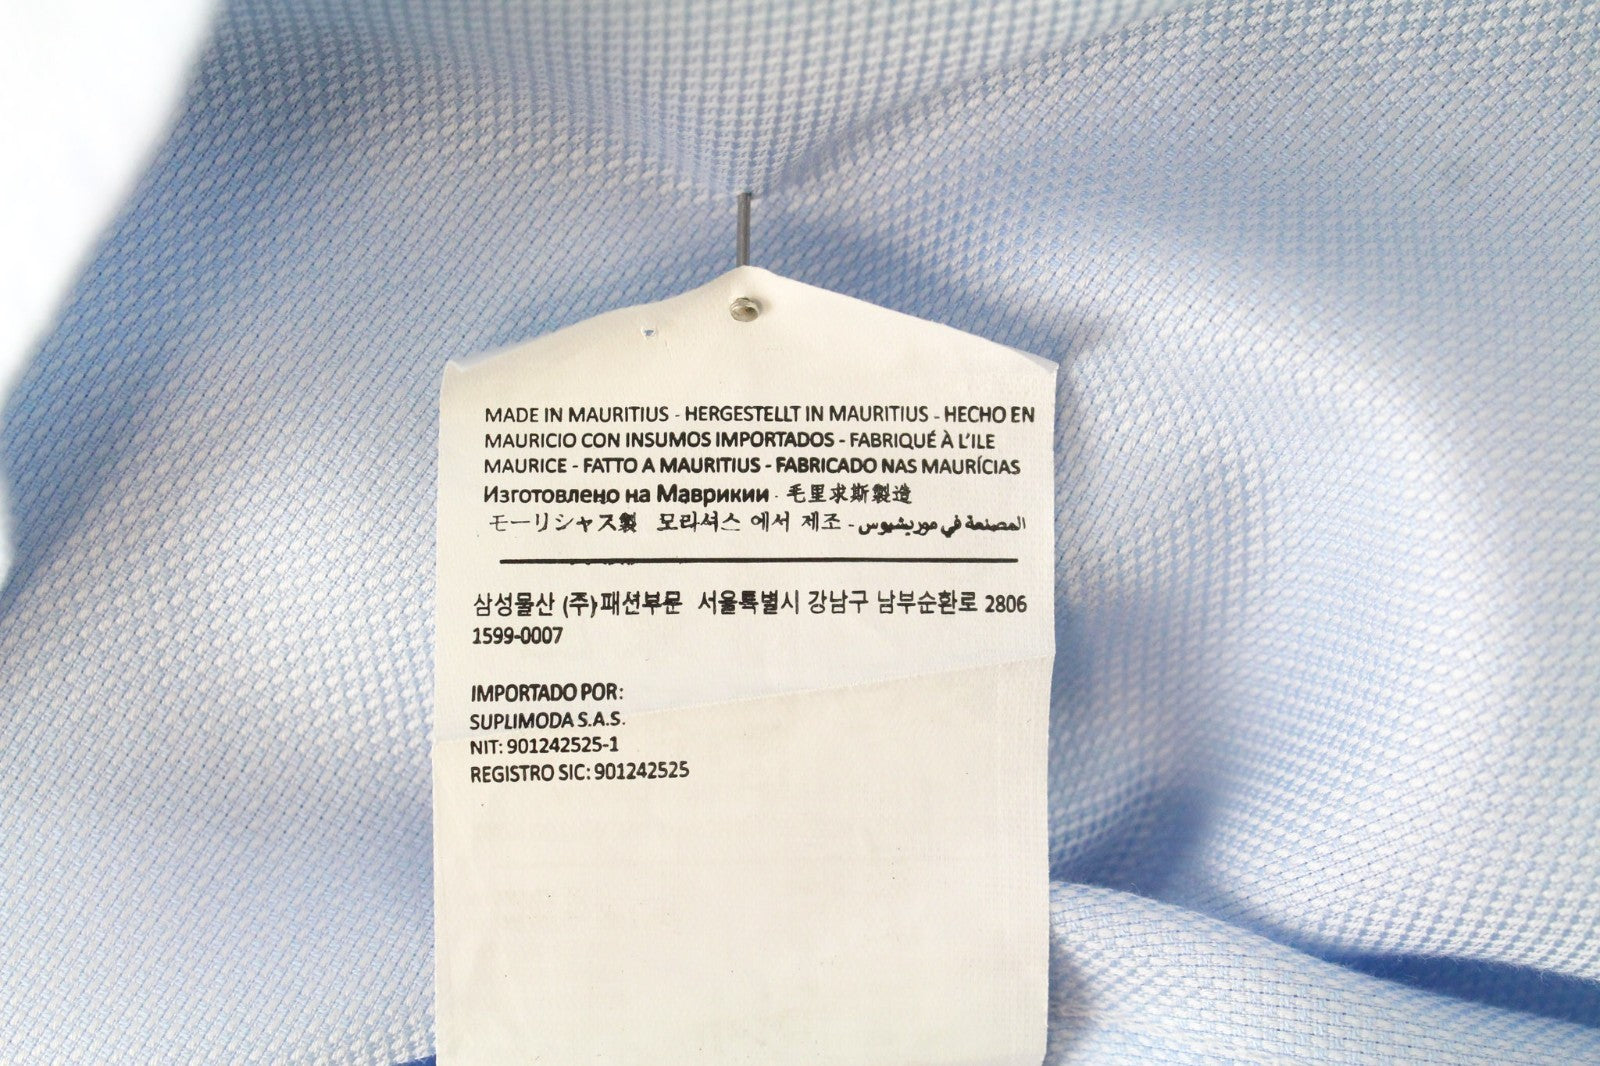 MADE IN MAURITIUS - HERGESTELLT IN MAURITIUS - HECHO EN
MAURICIO CON INSUMOS IMPORTADOS - FABRIQUÉ À L'ILE
MAURICE - FATTO A MAURITIUS - FABRICADO NAS MAURÍCIAS
Изготовлено на Маврикии - 毛里求斯製造
モーリシャス製 모리셔스 에서 제조 - المصنعة في موريشيوس
삼성물산 (주)패션부문 서울특별시 강남구 남부순환로 2806
1599-0007
IMPORTADO POR:
SUPLIMODA S.A.S.
NIT: 901242525-1
REGISTRO SIC: 901242525